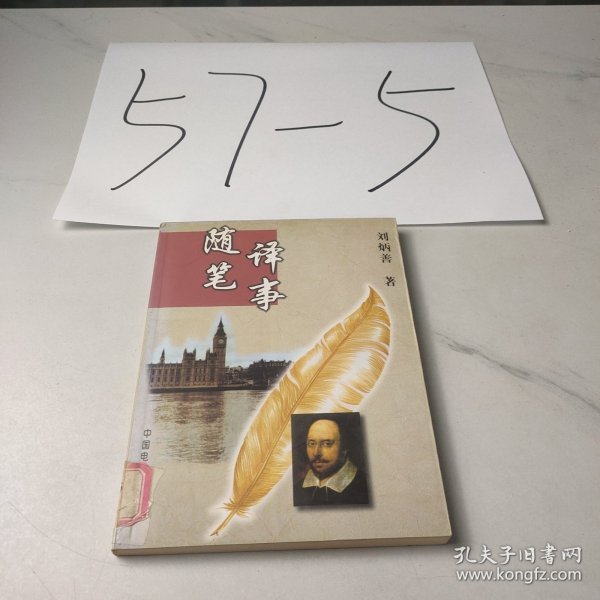 57-5
译事
随笔
刘炳善 著
中国电
孔夫子旧书网
www.kongfz.com